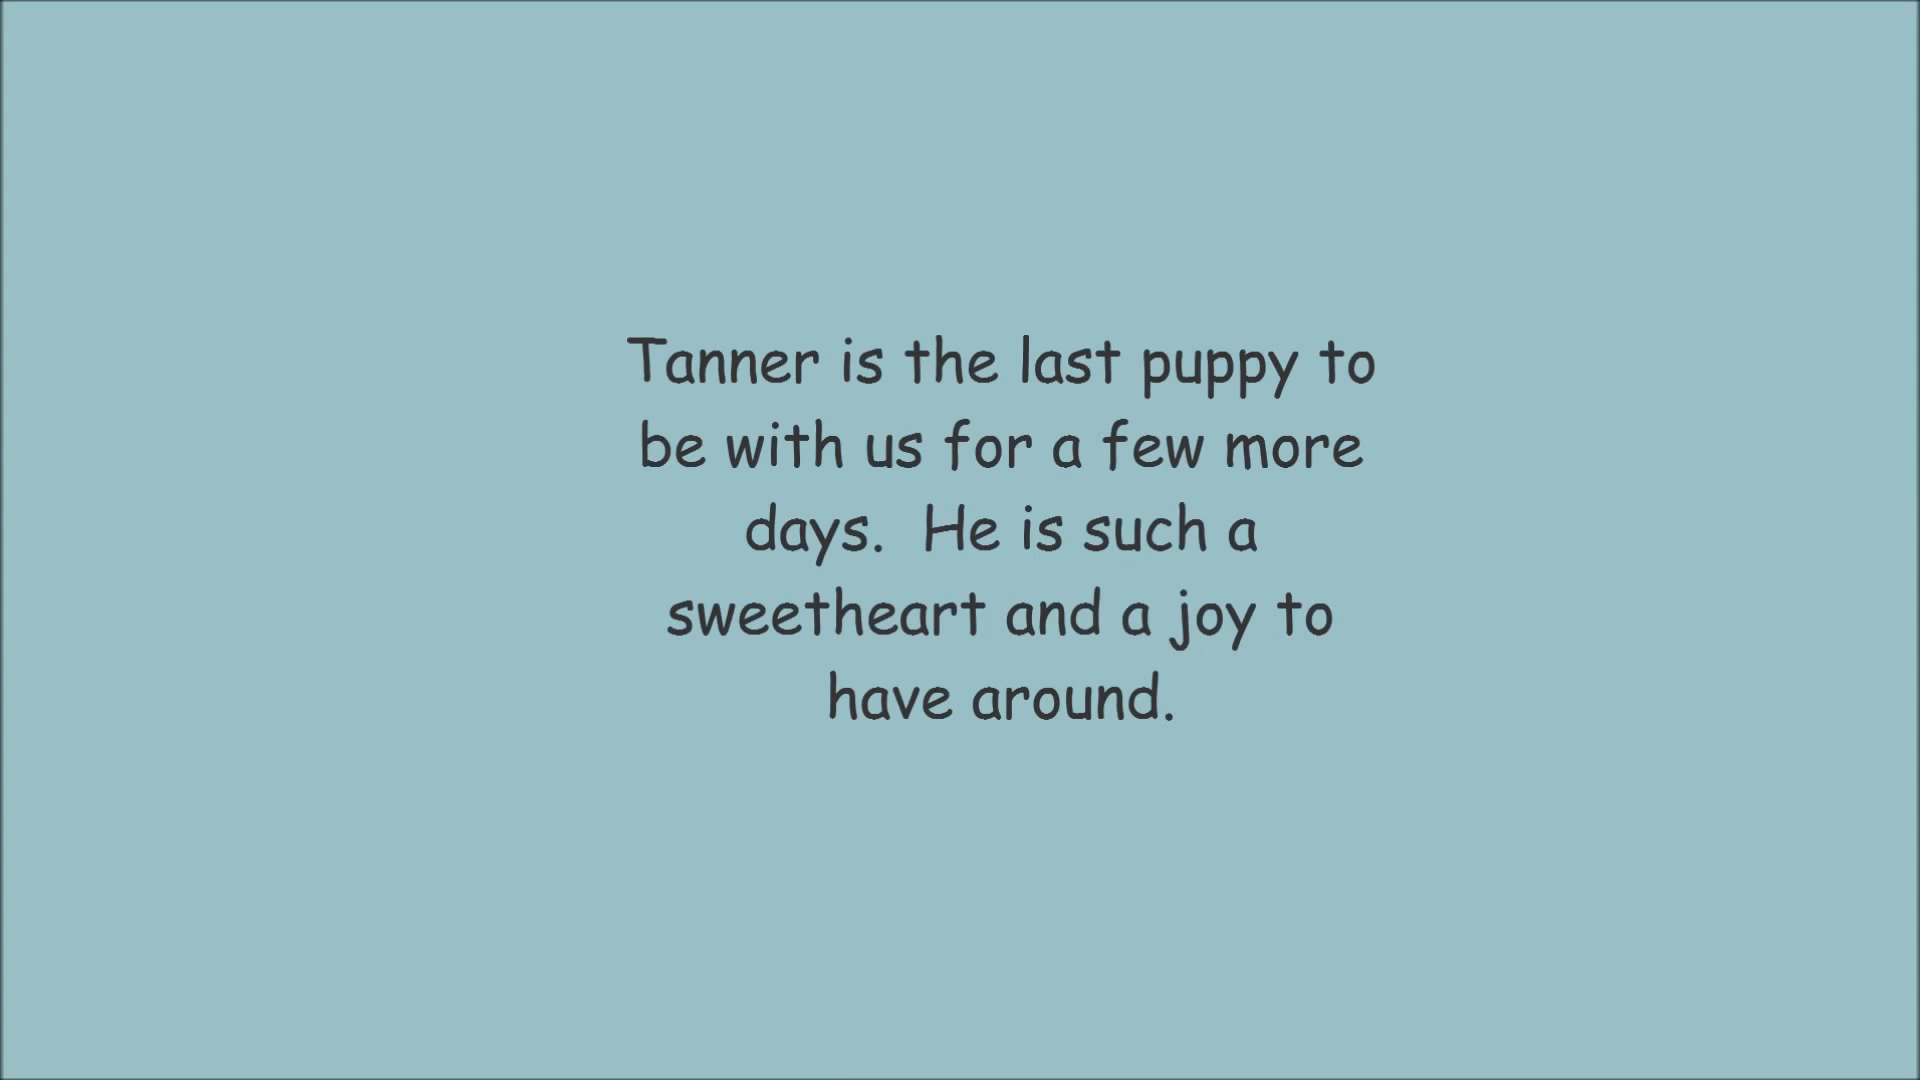 Tanner is the last puppy to
be with us for a few more
days.  He is such a
sweetheart and a joy to
have around.